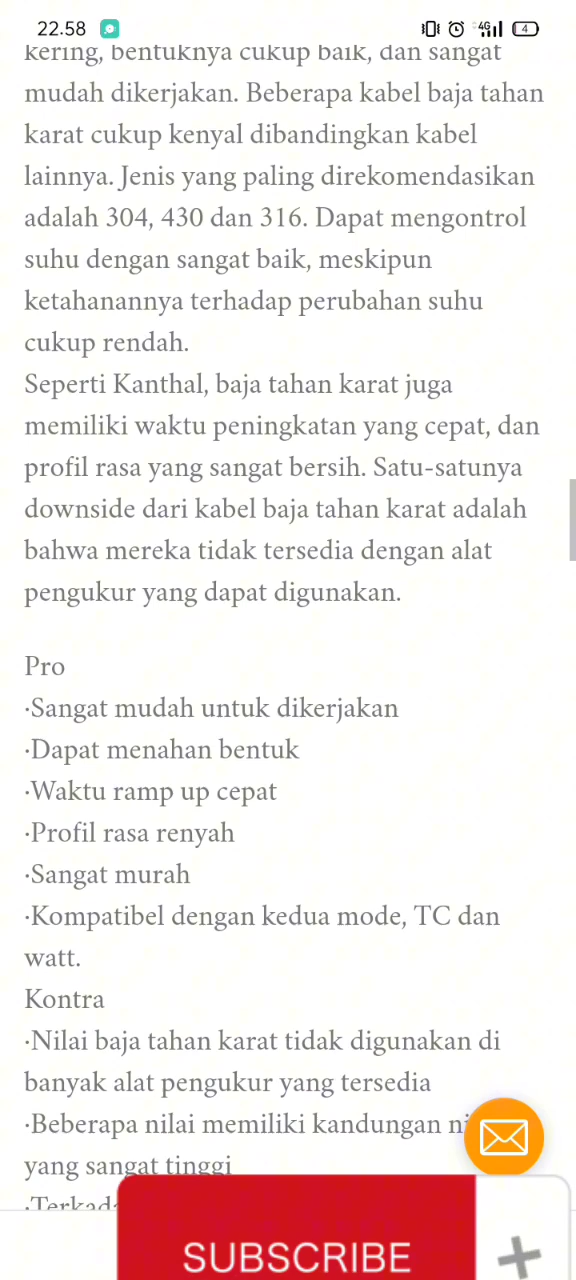 22.58
4G
4
kering, bentuknya cukup baik, dan sangat
mudah dikerjakan. Beberapa kabel baja tahan
karat cukup kenyal dibandingkan kabel
lainnya. Jenis yang paling direkomendasikan
adalah 304, 430 dan 316. Dapat mengontrol
suhu dengan sangat baik, meskipun
ketahanannya terhadap perubahan suhu
cukup rendah.
Seperti Kanthal, baja tahan karat juga
memiliki waktu peningkatan yang cepat, dan
profil rasa yang sangat bersih. Satu-satunya
downside dari kabel baja tahan karat adalah
bahwa mereka tidak tersedia dengan alat
pengukur yang dapat digunakan.
Pro
·Sangat mudah untuk dikerjakan
·Dapat menahan bentuk
·Waktu ramp up cepat
·Profil rasa renyah
·Sangat murah
·Kompatibel dengan kedua mode, TC dan
watt.
Kontra
·Nilai baja tahan karat tidak digunakan di
banyak alat pengukur yang tersedia
·Beberapa nilai memiliki kandungan
yang sangat tinggi
SUBSCRIBE